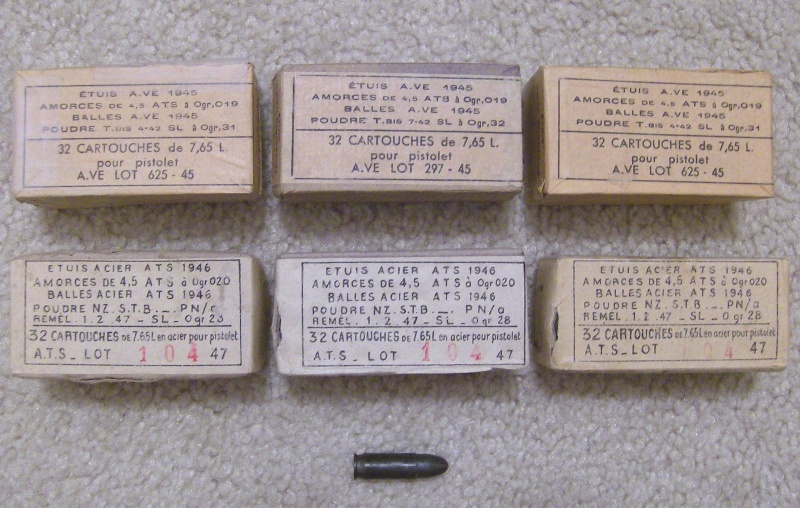 ÉTUIS A.VE 1945
AMORCES DE 4,5 ATS à 0gr,019
BALLES A.VE 1945
POUDRE T.BIS 4-42 SL à 0gr,31
32 CARTOUCHES de 7,65 L.
pour pistolet
A.VE LOT 625-45
ÉTUIS A.VE 1945
AMORCES DE 4,5 ATS à 0gr,019
BALLES A.VE 1945
POUDRE T.BIS 7-42 SL à 0gr,32
32 CARTOUCHES de 7,65 L.
pour pistolet
A.VE LOT 297-45
ÉTUIS A.VE 1945
AMORCES DE 4,5 ATS à 0gr,019
BALLES A.VE 1945
POUDRE T.BIS 4-42 SL à 0gr,31
32 CARTOUCHES de 7,65 L.
pour pistolet
A.VE LOT 625-45
ETUIS ACIER ATS 1946
AMORCES DE 4,5 ATS à 0gr020
BALLES ACIER ATS 1946
POUDRE NZ. S.T.B._. PN/
REMEL. 1.2.47 _ SL _ 0gr 28
32 CARTOUCHES DE 7.65L en acier pour pistolet
A.T.S_ LOT 104 47
ETUIS ACIER ATS 1946
AMORCES DE 4,5 ATS à 0gr020
BALLES ACIER ATS 1946
POUDRE NZ. S.T.B._. PN/a
REMEL. 1.2.47 _ SL _ 0gr 28
32 CARTOUCHES DE 7.65L en acier pour pistolet
A.T.S_ LOT 104 47
ETUIS ACIER ATS 1946
AMORCES DE 4,5 ATS à 0gr020
BALLES ACIER ATS 1946
POUDRE NZ. S.T.B._. PN/a
REMEL. 1.2.47 _ SL _ 0gr 28
32 CARTOUCHES DE 7.65L en acier pour pistolet
A.T.S_ LOT 104 47